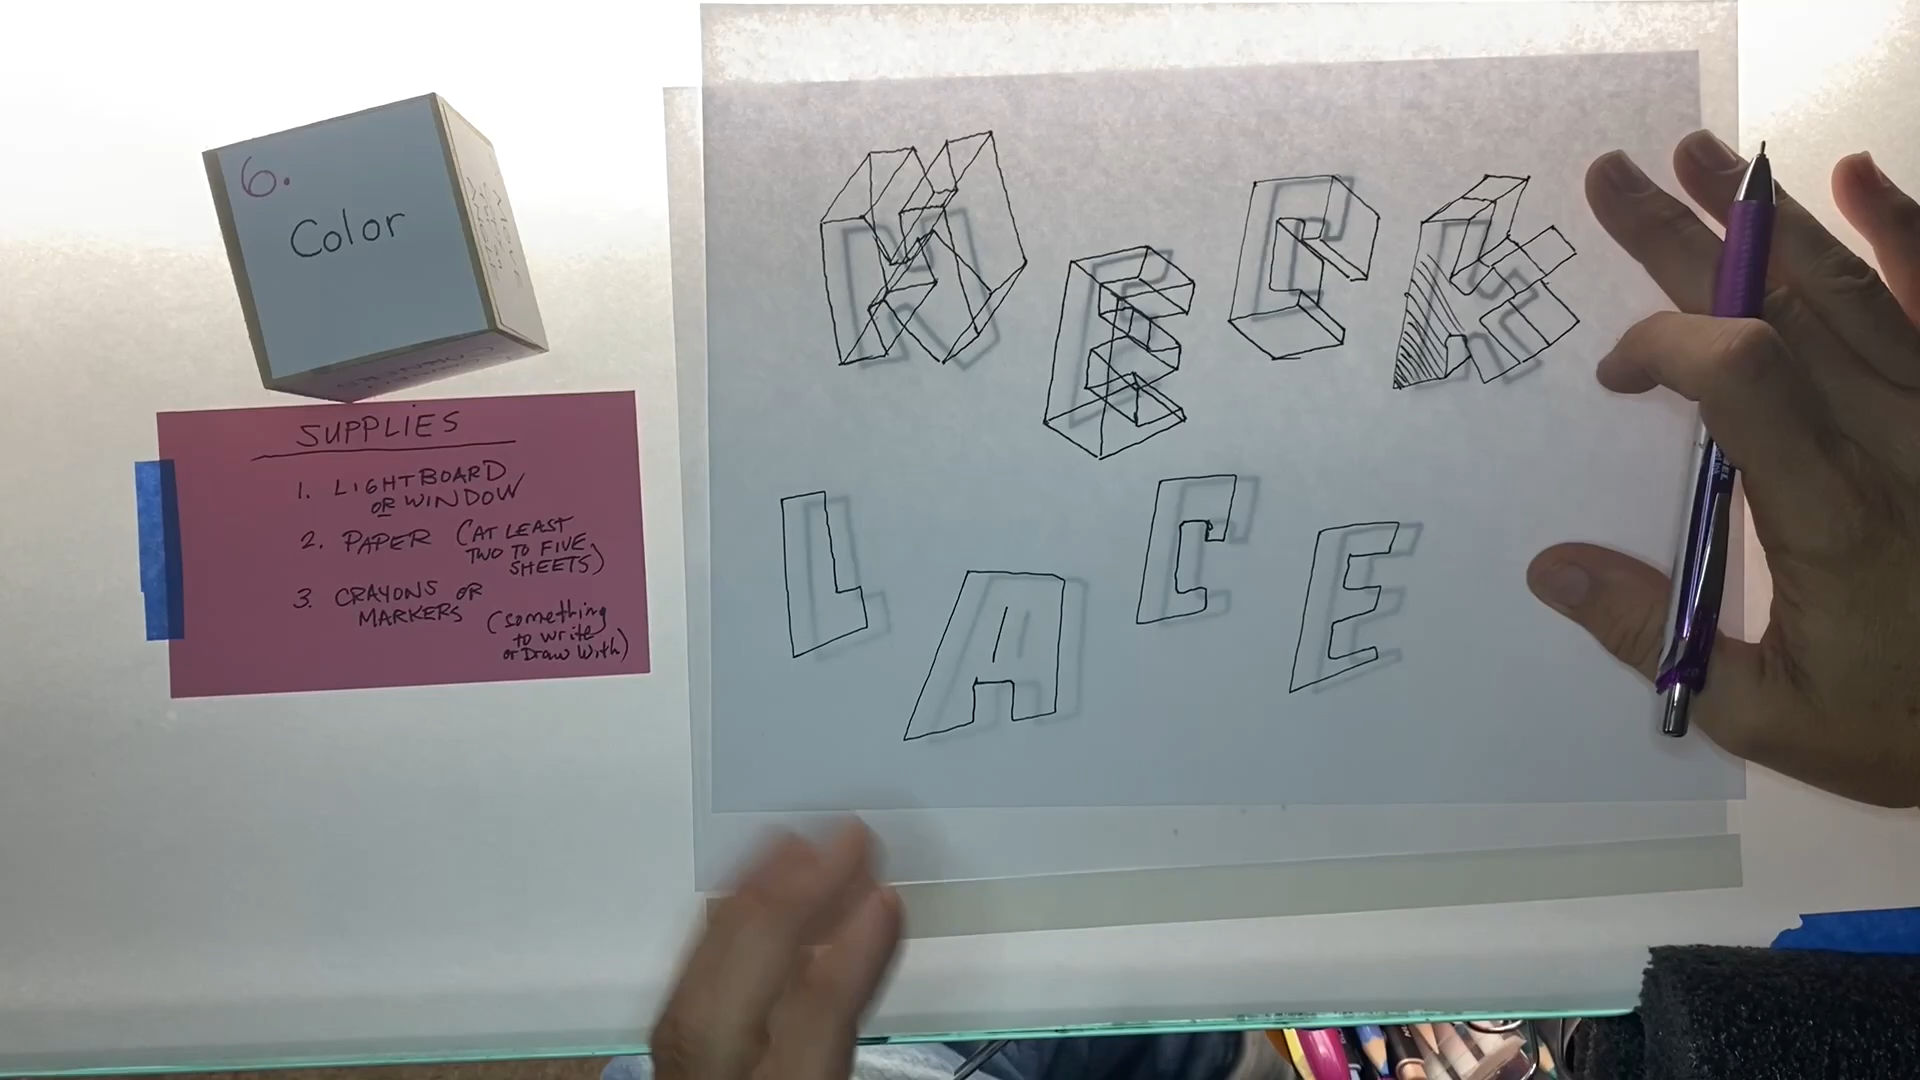 6.
Color
SUPPLIES
1. LIGHTBOARD
OR WINDOW
2. PAPER (AT LEAST
TWO TO FIVE
SHEETS)
3. CRAYONS OR
MARKERS (something
to write
or Draw With)
HECK
LACE